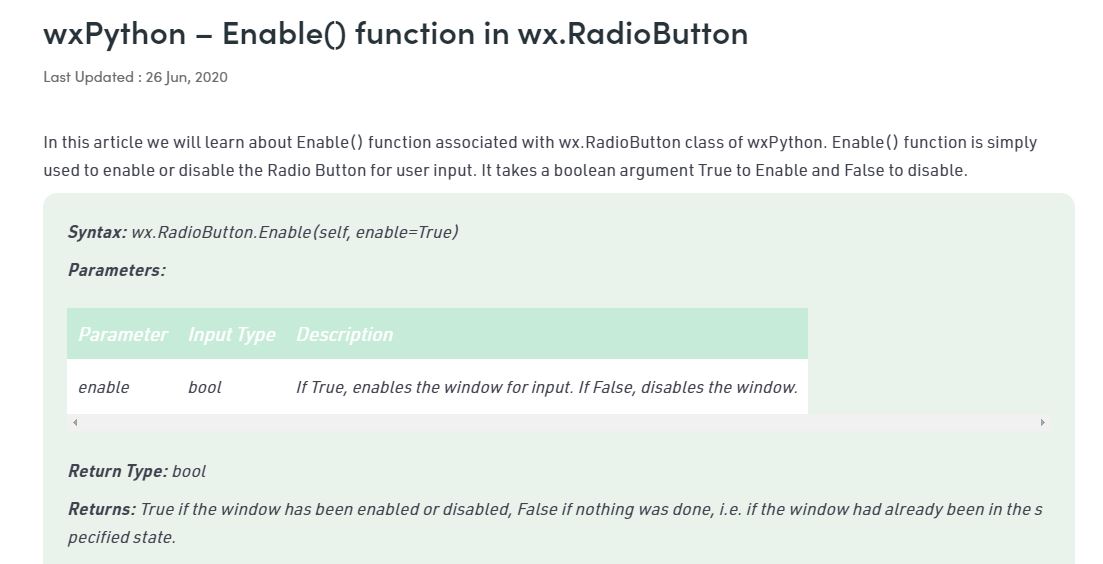 wxPython – Enable() function in wx.RadioButton
Last Updated : 26 Jun, 2020
In this article we will learn about Enable() function associated with wx.RadioButton class of wxPython. Enable() function is simply
used to enable or disable the Radio Button for user input. It takes a boolean argument True to Enable and False to disable.
Syntax: wx.RadioButton.Enable(self, enable=True)
Parameters:
Parameter Input Type Description
enable bool If True, enables the window for input. If False, disables the window.
Return Type: bool
Returns: True if the window has been enabled or disabled, False if nothing was done, i.e. if the window had already been in the s
pecified state.